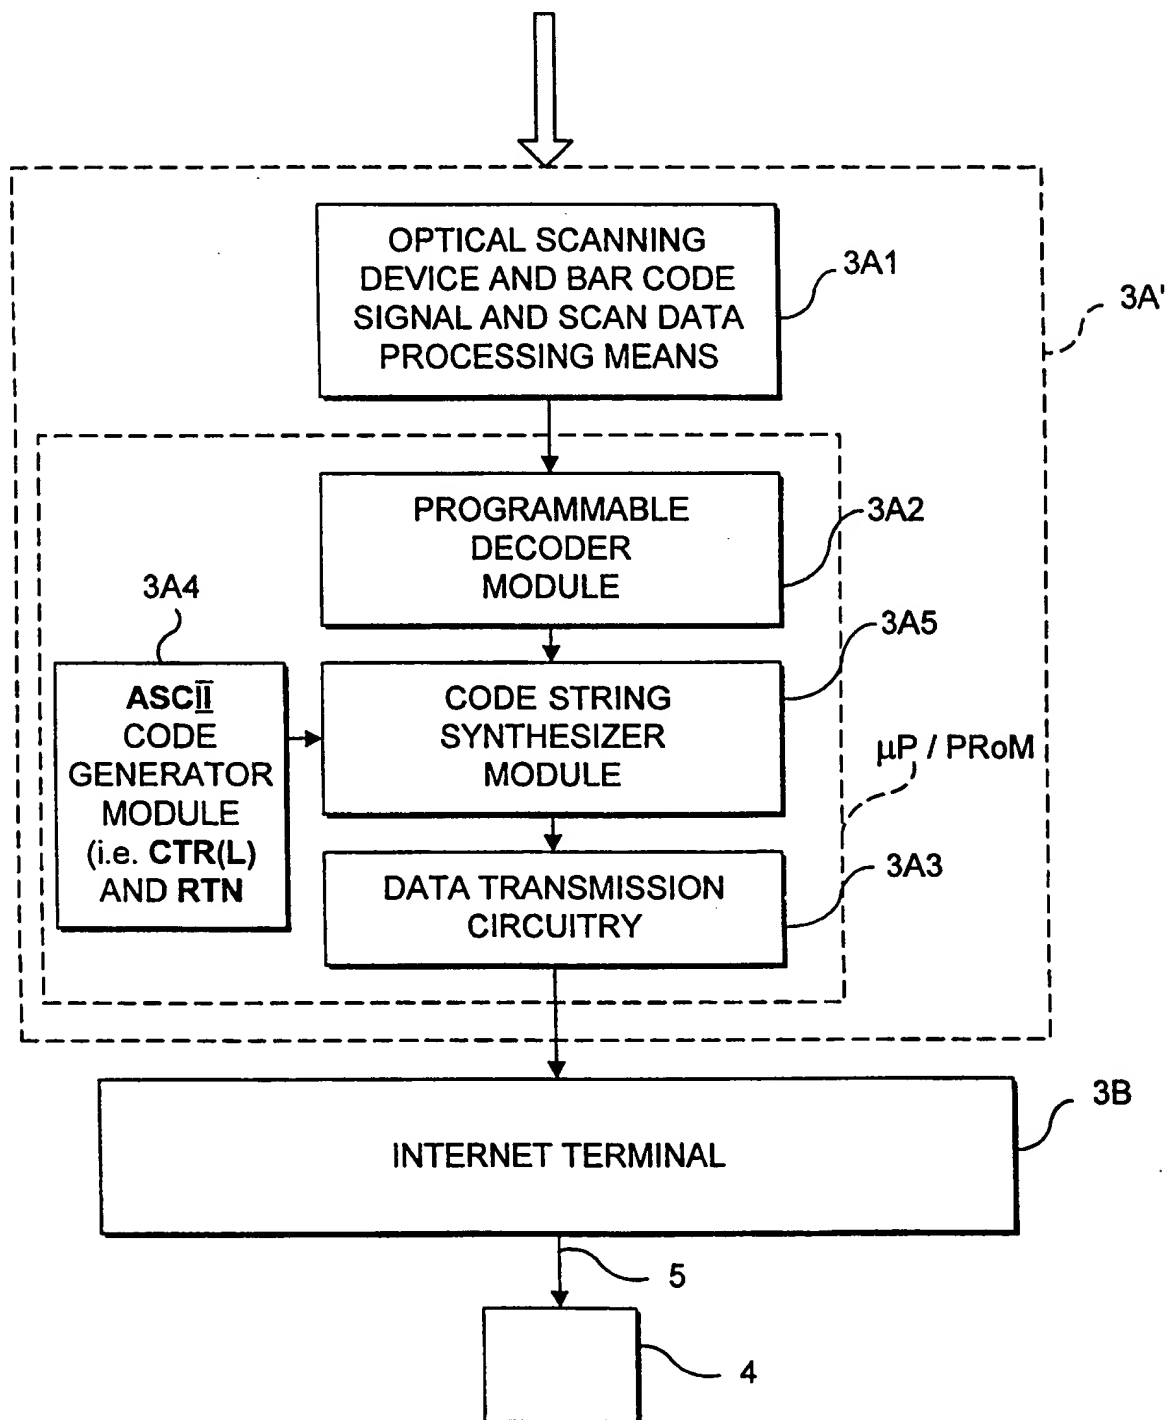 OPTICAL SCANNING
DEVICE AND BAR CODE
SIGNAL AND SCAN DATA
PROCESSING MEANS
3A1
3A'
PROGRAMMABLE
DECODER
MODULE
3A2
3A4
ASCII
CODE
GENERATOR
MODULE
(i.e. CTR(L)
AND RTN
CODE STRING
SYNTHESIZER
MODULE
3A5
μP / PRoM
DATA TRANSMISSION
CIRCUITRY
3A3
INTERNET TERMINAL
3B
5
4